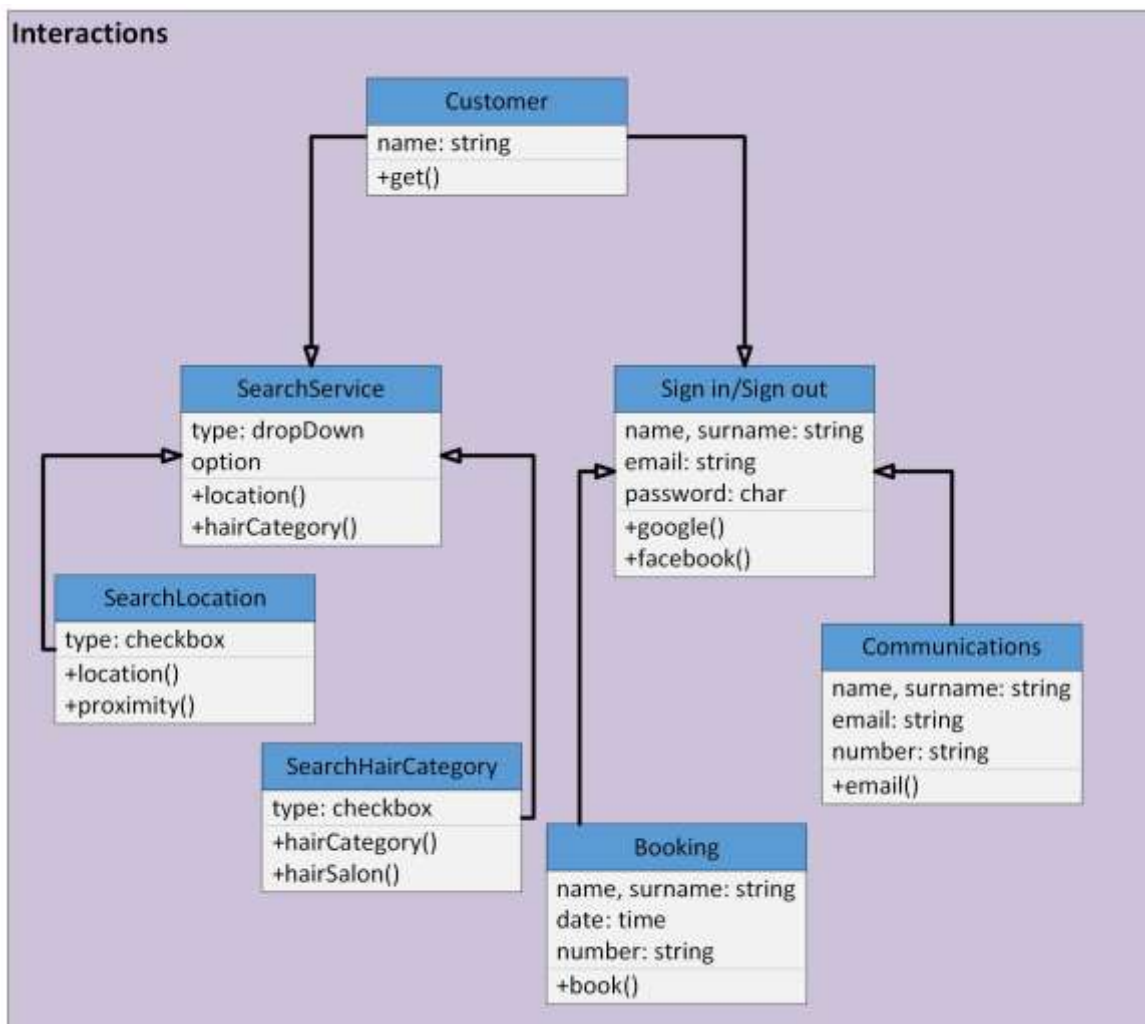 Interactions
Customer
name: string
+get()
SearchService
type: dropDown
option
+location()
+hairCategory()
Sign in/Sign out
name, surname: string
email: string
password: char
+google()
+facebook()
SearchLocation
type: checkbox
+location()
+proximity()
Communications
name, surname: string
email: string
number: string
+email()
SearchHairCategory
type: checkbox
+hairCategory()
+hairSalon()
Booking
name, surname: string
date: time
number: string
+book()